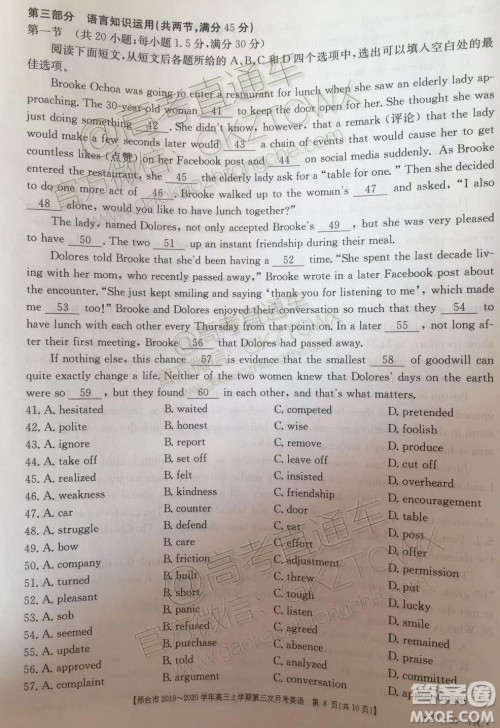 第三部分 语言知识运用(共两节,满分45分)
第一节 (共20小题;每小题1.5分,满分30分)
阅读下面短文,从短文后各题所给的A、B、C和D四个选项中,选出可以填入空白处的最
佳选项。
Brooke Ochoa was going to enter a restaurant for lunch when she saw an elderly lady ap-
proaching. The 30-year-old woman 41 to keep the door open for her. She thought she was
just doing something 42 . She didn't know, however, that a remark (评论) that the lady
would make a few seconds later would 43 a chain of events that would cause her to get
countless likes (点赞) on her Facebook post and 44 on social media suddenly. As Brooke
entered the restaurant, she 45 the elderly lady ask for a "table for one." Then she decided
to do one more act of 46 . Brooke walked up to the woman's 47 and asked, "I also
48 alone, would you like to have lunch together?"
The lady, named Dolores, not only accepted Brooke's 49 , but she was very pleased
to have 50 . The two 51 up an instant friendship during their meal.
Dolores told Brooke that she'd been having a 52 time. "She spent the last decade liv-
ing with her mom, who recently passed away," Brooke wrote in a later Facebook post about
the encounter. "She just kept smiling and saying 'thank you for listening to me', which made
me 53 too!" Brooke and Dolores enjoyed their conversation so much that they 54 to
have lunch with each other every Thursday from that point on. In a later 55 , not long af-
ter their first meeting, Brooke 56 that Dolores had passed away.
If nothing else, this chance 57 is evidence that the smallest 58 of goodwill can
quite exactly change a life. Neither of the two women knew that Dolores' days on the earth
were so 59 , but they found 60 in each other, and that's what matters.
41. A. hesitated B. waited C. competed D. pretended
42. A. polite B. honest C. wise D. foolish
43. A. ignore B. report C. prove D. produce
44. A. take off B. set off C. leave off D. put off
45. A. realized B. felt C. insisted D. overheard
46. A. weakness B. kindness C. friendship D. encouragement
47. A. car B. counter C. door D. table
48. A. struggle B. defend C. eat D. post
49. A. bow B. care C. effort D. offer
50. A. company B. friction C. adjustment D. permission
51. A. turned B. built C. threw D. put
52. A. pleasant B. short C. tough D. lucky
53. A. sob B. panic C. suffer D. smile
54. A. seemed B. refused C. listened D. agreed
55. A. update B. purchase C. absence D. appointment
56. A. approved B. argued C. announced D. admitted
57. A. complaint B. informant
【邢台市2019～2020学年高三上学期第三次月考英语 第8页(共10页)】